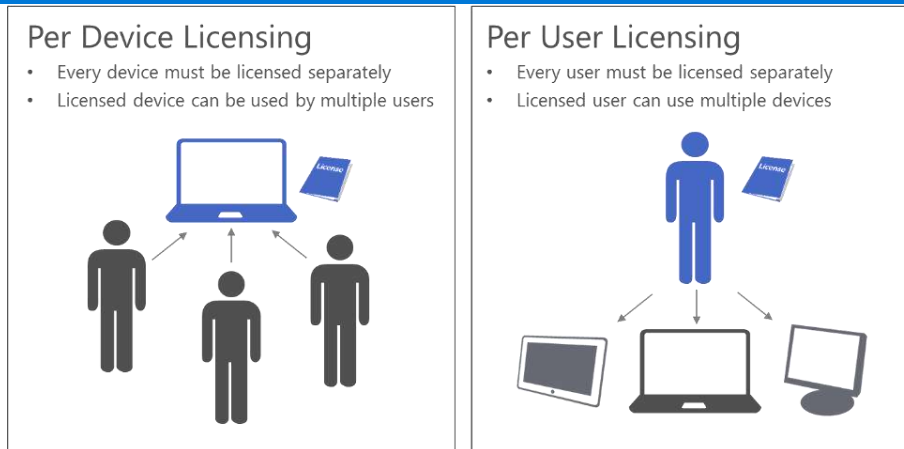 Per Device Licensing
• Every device must be licensed separately
• Licensed device can be used by multiple users
License
Per User Licensing
• Every user must be licensed separately
• Licensed user can use multiple devices
License